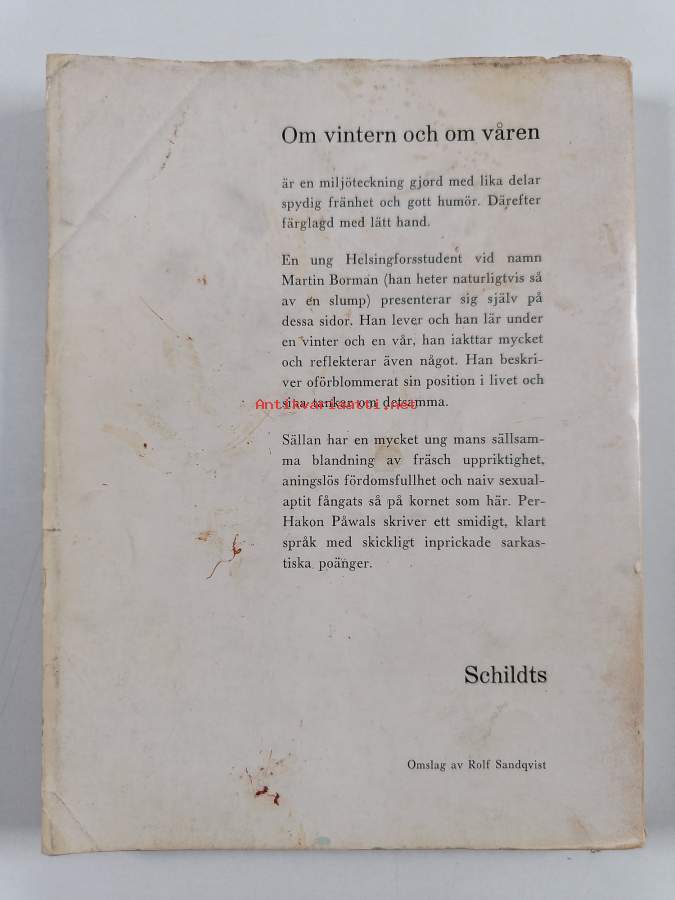 Om vintern och om våren
är en miljöteckning gjord med lika delar
spydig fränhet och gott humör. Därefter
färglagd med lätt hand.
En ung Helsingforsstudent vid namn
Martin Borman (han heter naturligtvis så
av en slump) presenterar sig själv på
dessa sidor. Han lever och han lär under
en vinter och en vår, han iakttar mycket
och reflekterar även något. Han beskri-
ver oförblommerat sin position i livet och
sina tankar om detsamma.
Antikvariaatti.net
Sällan har en mycket ung mans sällsam-
ma blandning av fräsch uppriktighet,
aningslös fördomsfullhet och naiv sexual-
aptit fångats så på kornet som här. Per-
Hakon Påwals skriver ett smidigt, klart
språk med skickligt inprickade sarkas-
tiska poänger.
Schildts
Omslag av Rolf Sandqvist